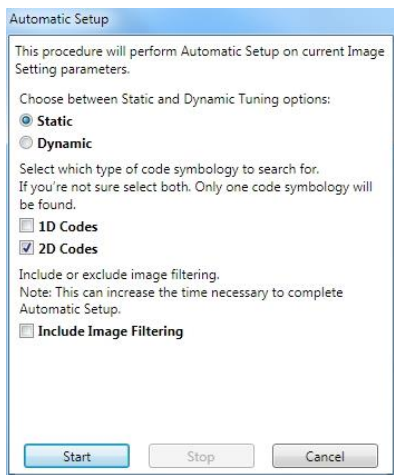 Automatic Setup
This procedure will perform Automatic Setup on current Image
Setting parameters.
Choose between Static and Dynamic Tuning options:
Static
Dynamic
Select which type of code symbology to search for.
If you're not sure select both. Only one code symbology will
be found.
1D Codes
2D Codes
Include or exclude image filtering.
Note: This can increase the time necessary to complete
Automatic Setup.
Include Image Filtering
Start Stop Cancel